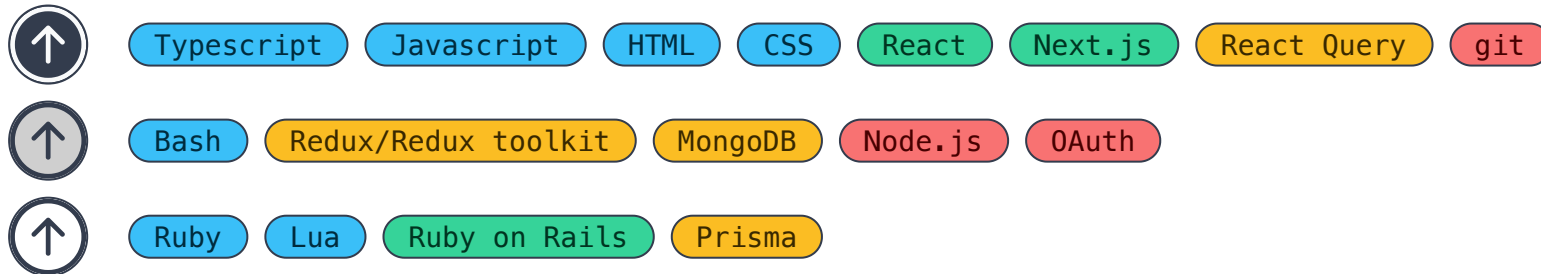 Typescript Javascript HTML CSS React Next.js React Query git
Bash Redux/Redux toolkit MongoDB Node.js OAuth
Ruby Lua Ruby on Rails Prisma